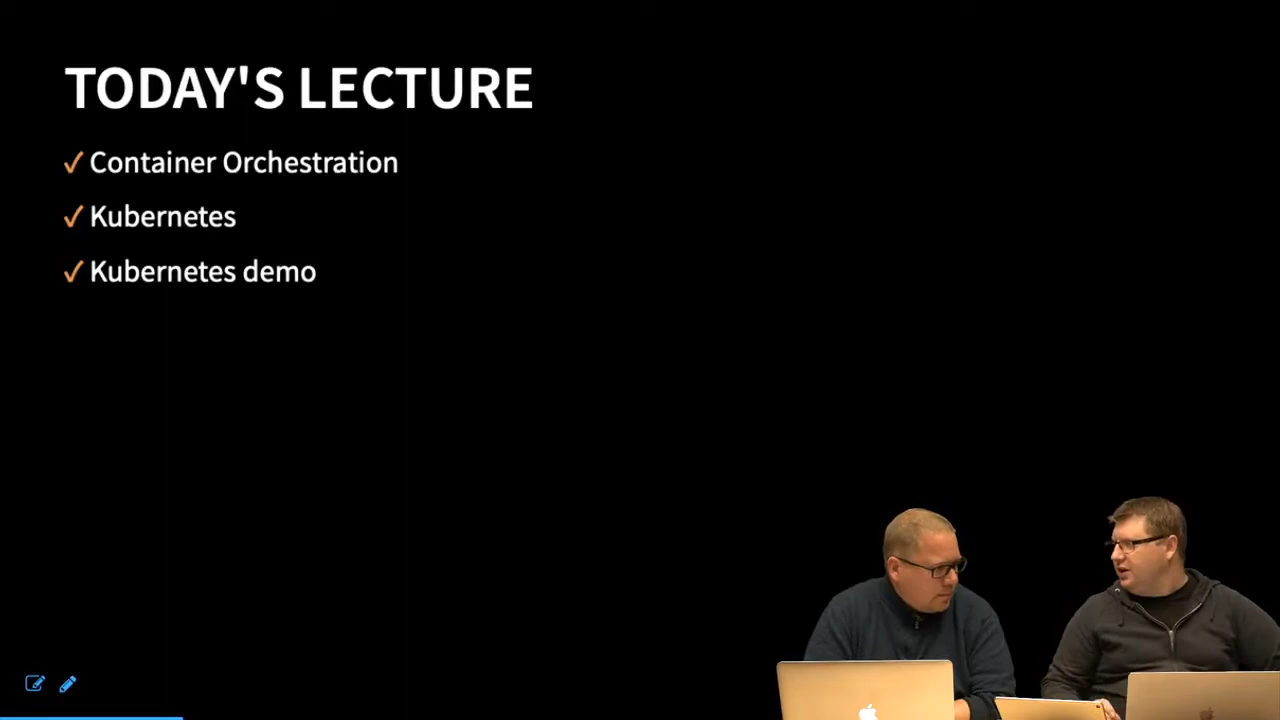 TODAY'S LECTURE
✓ Container Orchestration
✓ Kubernetes
✓ Kubernetes demo